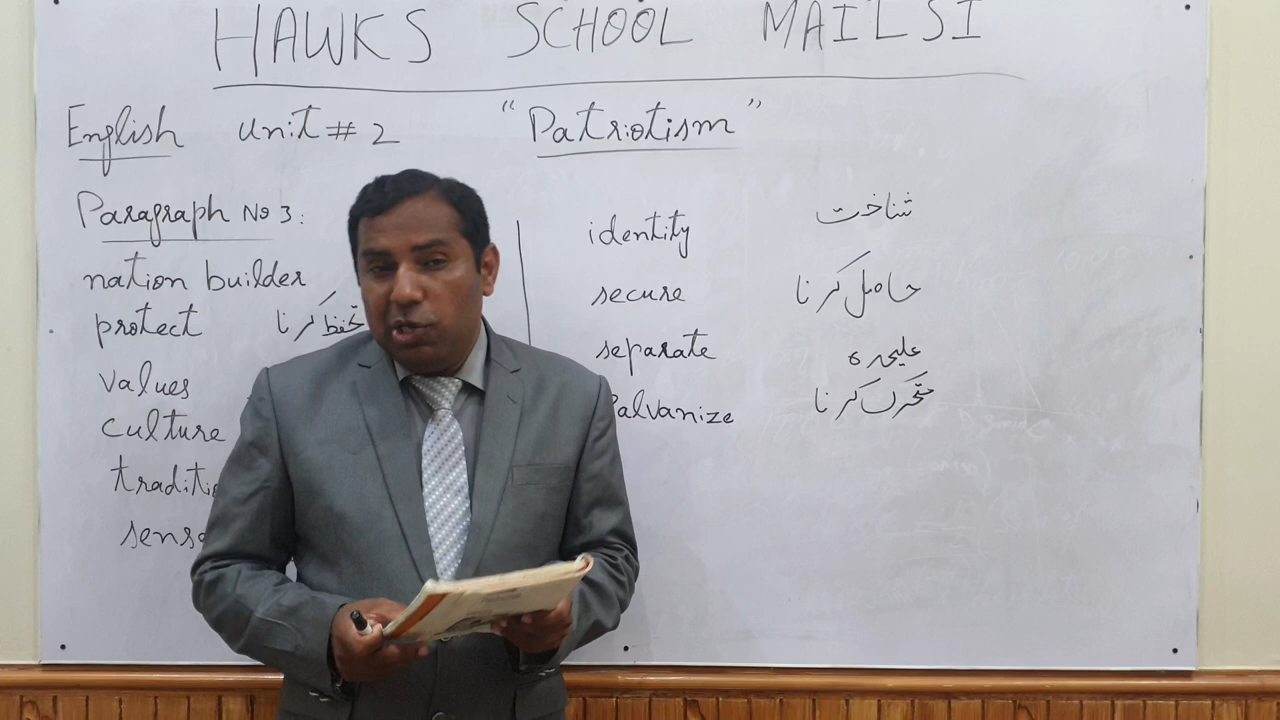 HAWKS SCHOOL MAILSI
English unit # 2 “Patriotism”
Paragraph No 3:
nation builder
protect تحفظ کرنا
values
culture
sense
identity شناخت
secure حاصل کرنا
separate علیحدہ
galvanize متحرک کرنا